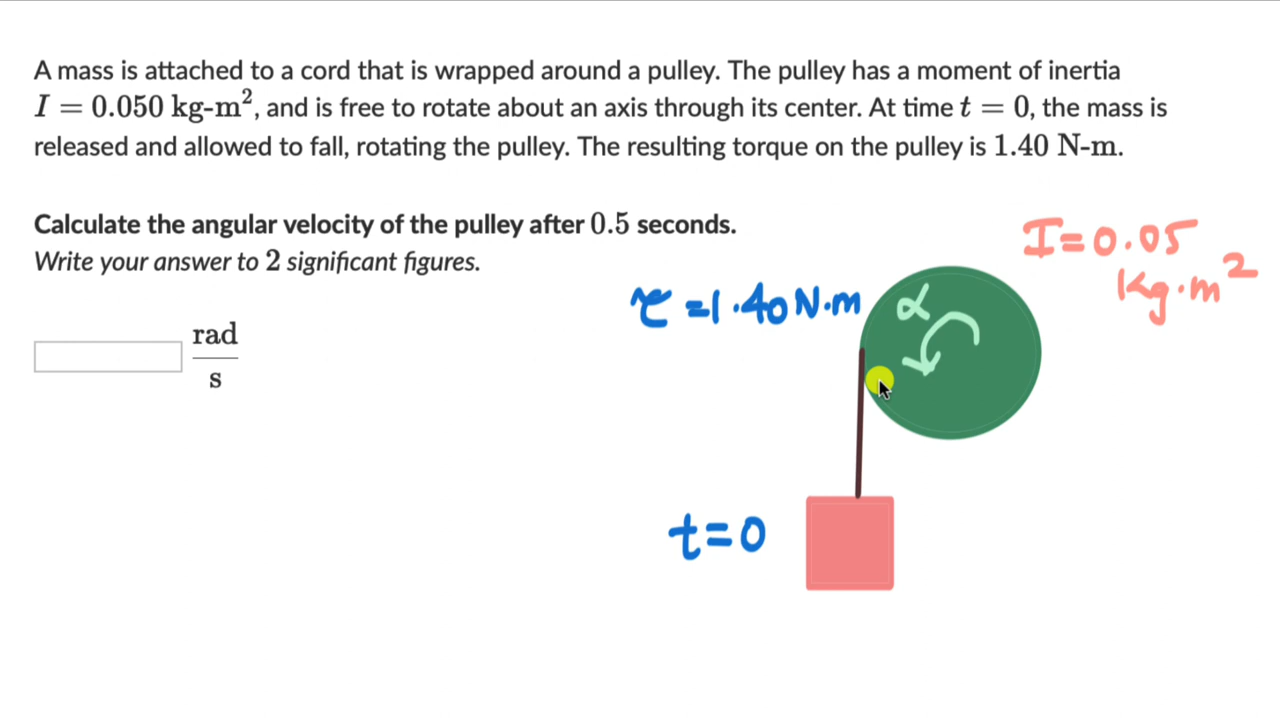 A mass is attached to a cord that is wrapped around a pulley. The pulley has a moment of inertia
I = 0.050 kg-m², and is free to rotate about an axis through its center. At time t = 0, the mass is
released and allowed to fall, rotating the pulley. The resulting torque on the pulley is 1.40 N-m.
Calculate the angular velocity of the pulley after 0.5 seconds.
Write your answer to 2 significant figures.
rad
s
I=0.05
kg·m²
τ=1.40 N·m
α
t=0